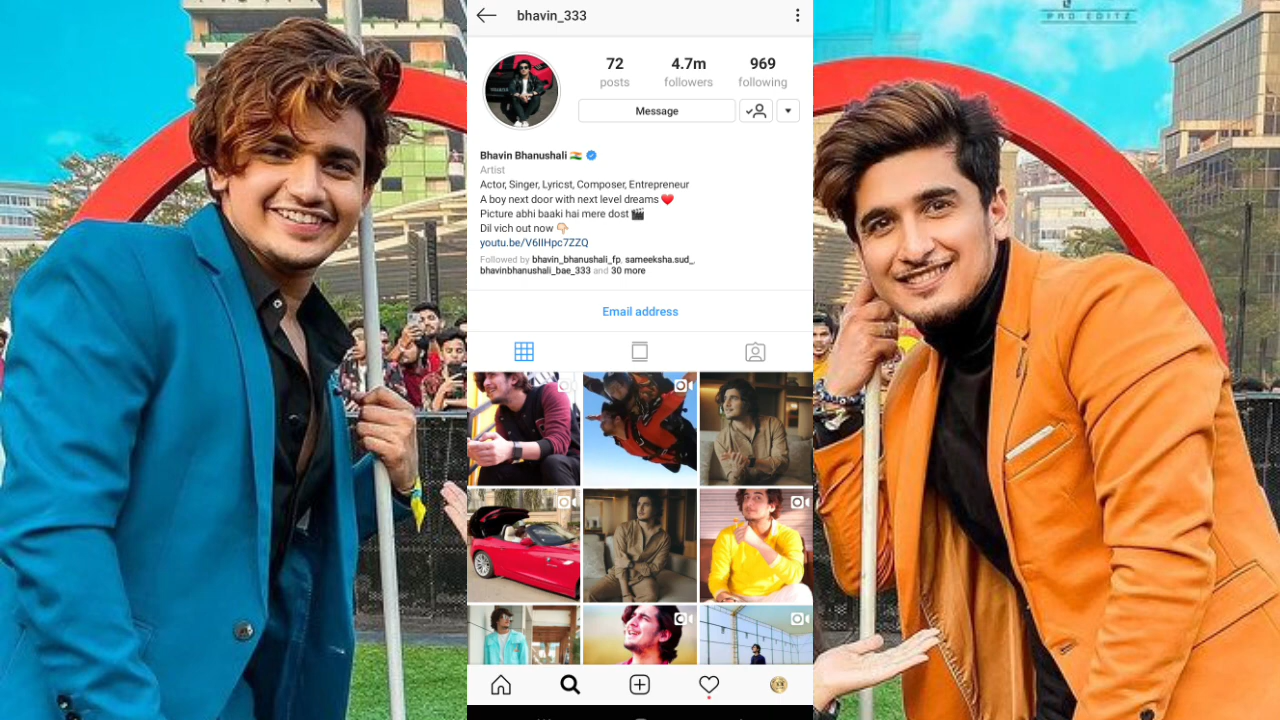 bhavin_333
72
posts
4.7m
followers
969
following
Message
Bhavin Bhanushali 🇮🇳
Artist
Actor, Singer, Lyricst, Composer, Entrepreneur
A boy next door with next level dreams ❤️
Picture abhi baaki hai mere dost 🎬
Dil vich out now 👇🏻
youtu.be/V6IIHpc7ZZQ
Followed by bhavin_bhanushali_fp, sameeksha.sud_,
bhavinbhanushali_bae_333 and 30 more
Email address
PRO EDITZ